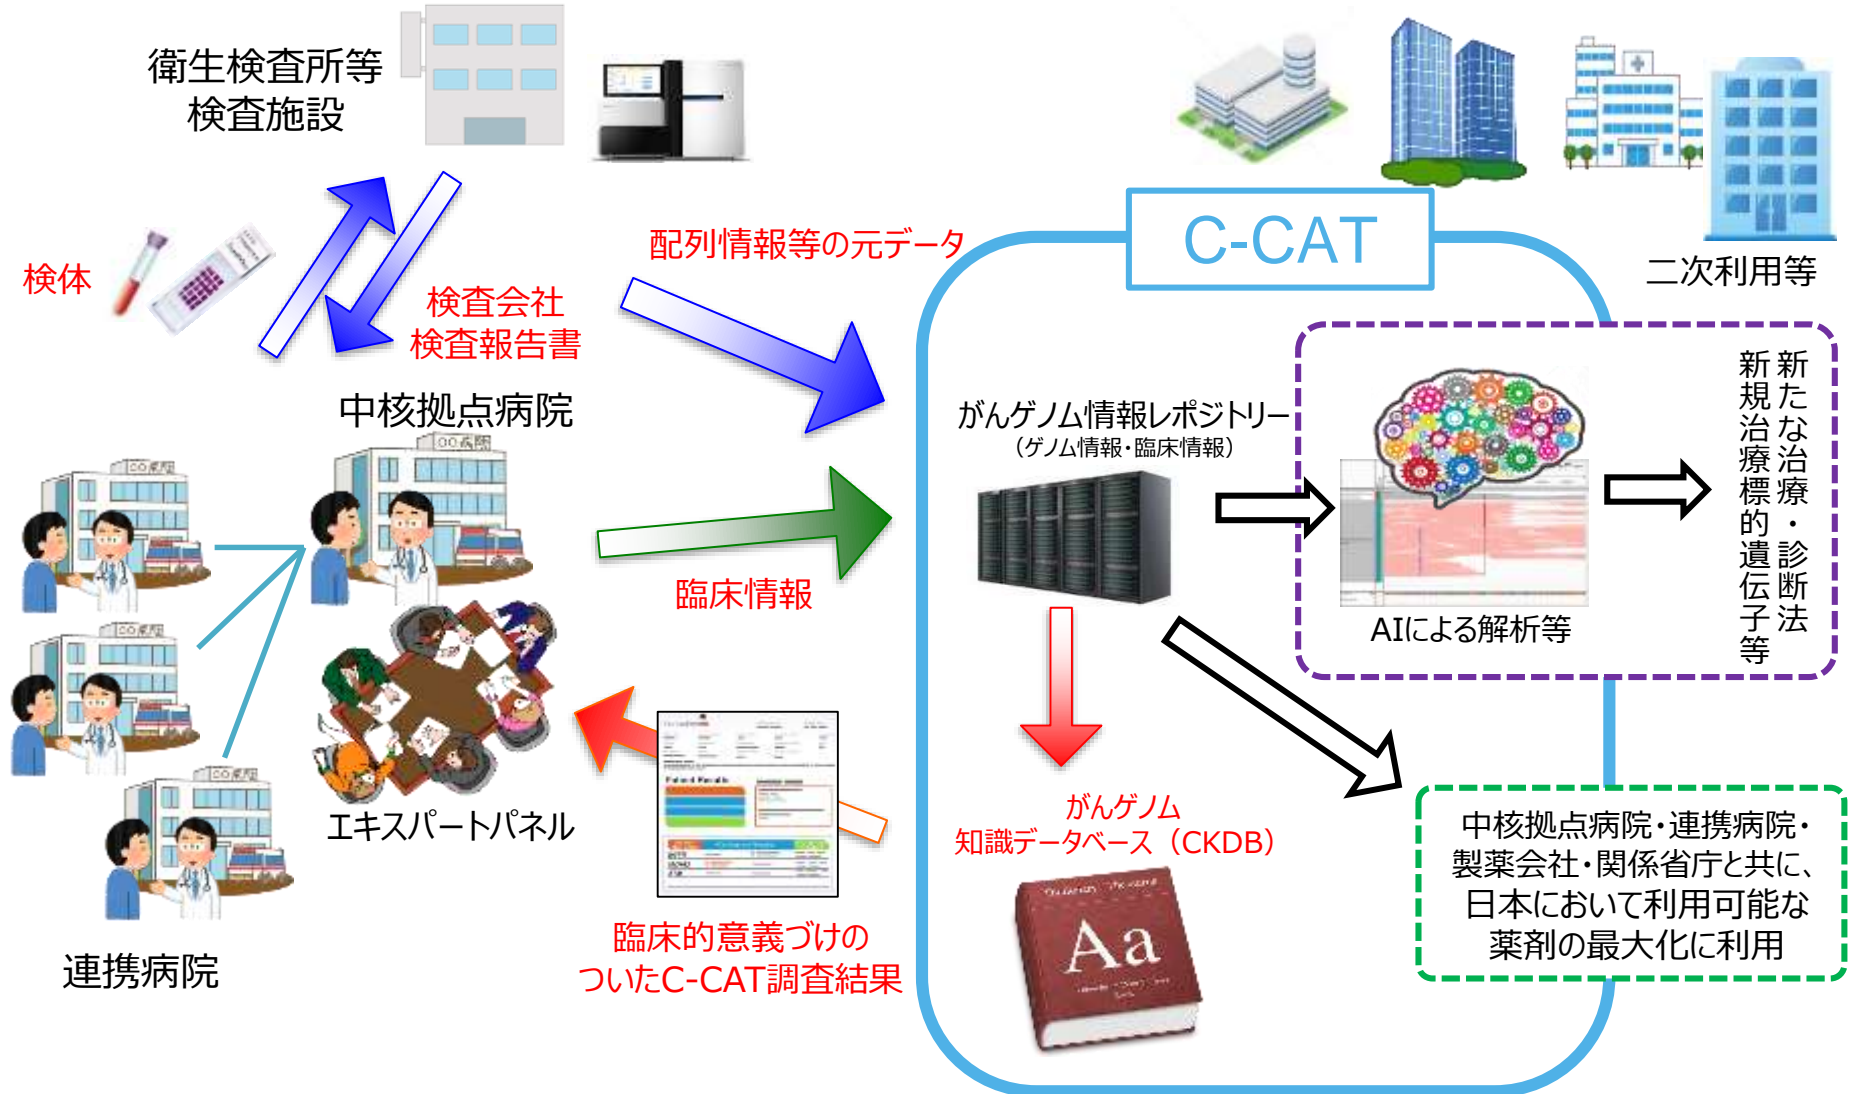 衛生検査所等
検査施設
検体
検査会社
検査報告書
配列情報等の元データ
C-CAT
二次利用等
中核拠点病院
がんゲノム情報レポジトリー
（ゲノム情報・臨床情報）
新たな治療・診断法
新規治療標的遺伝子等
AIによる解析等
臨床情報
エキスパートパネル
連携病院
Patient Results
臨床的意義づけの
ついたC-CAT調査結果
がんゲノム
知識データベース（CKDB）
Aa
中核拠点病院・連携病院・
製薬会社・関係省庁と共に、
日本において利用可能な
薬剤の最大化に利用